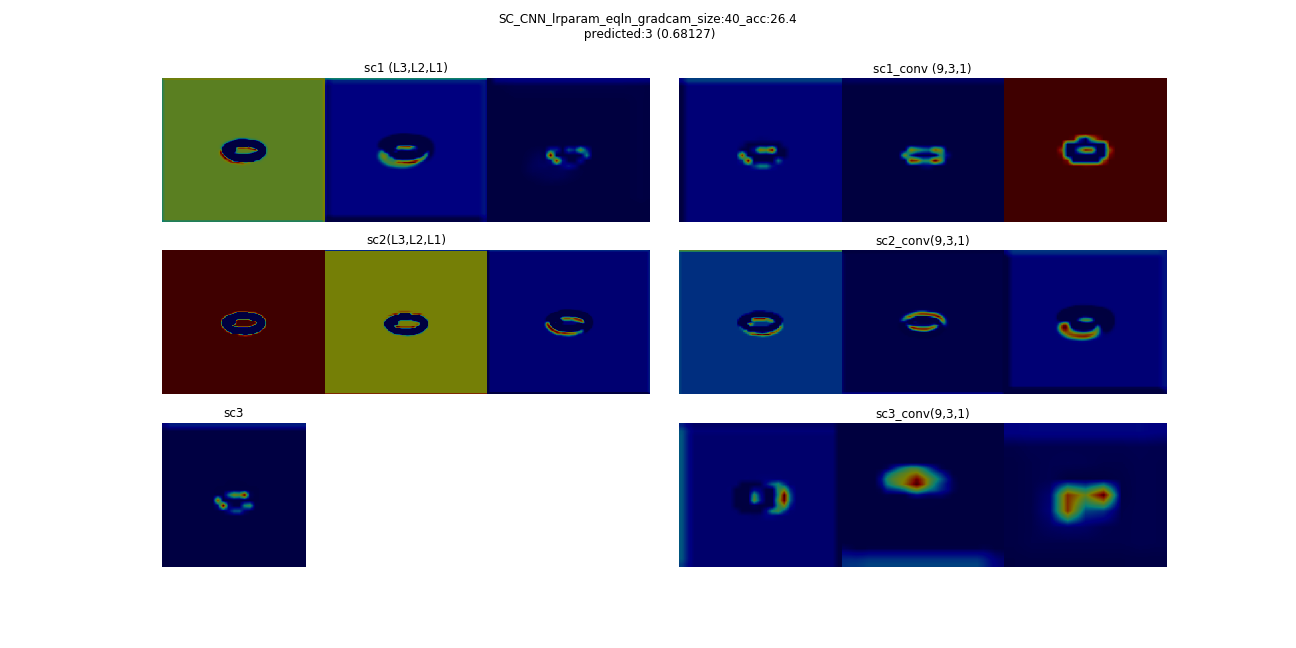 SC_CNN_lrparam_eqln_gradcam_size:40_acc:26.4
predicted:3 (0.68127)
sc1 (L3,L2,L1)
sc1_conv (9,3,1)
sc2(L3,L2,L1)
sc2_conv(9,3,1)
sc3
sc3_conv(9,3,1)